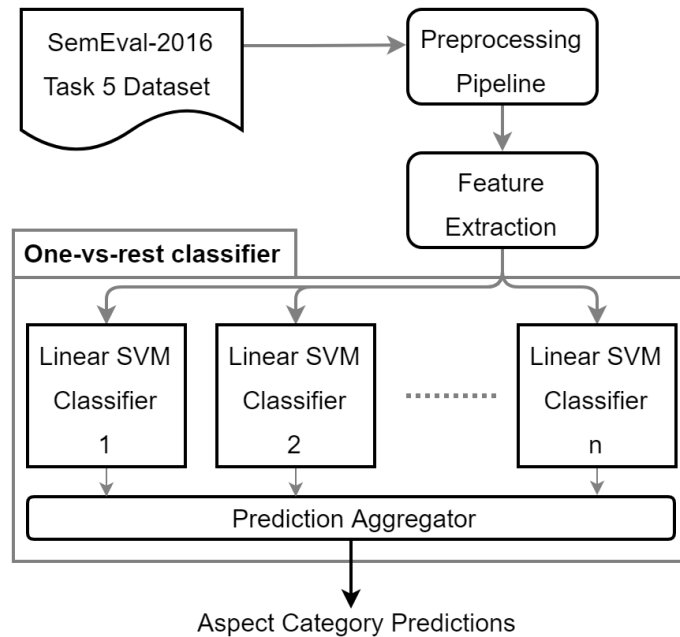 SemEval-2016
Task 5 Dataset
Preprocessing
Pipeline
Feature
Extraction
One-vs-rest classifier
Linear SVM
Classifier
1
Linear SVM
Classifier
2
Linear SVM
Classifier
n
Prediction Aggregator
Aspect Category Predictions